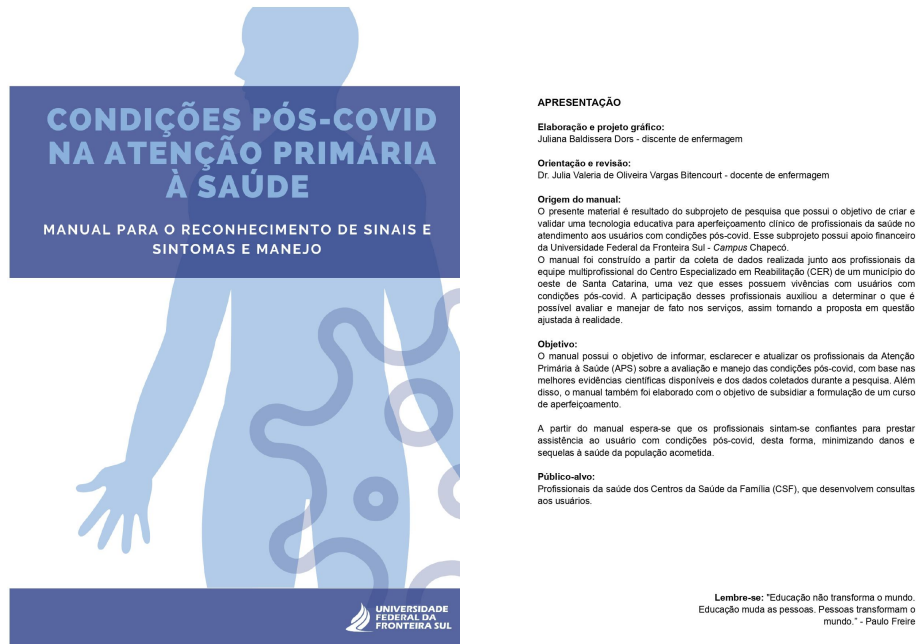 CONDIÇÕES PÓS-COVID
NA ATENÇÃO PRIMÁRIA
À SAÚDE
MANUAL PARA O RECONHECIMENTO DE SINAIS E
SINTOMAS E MANEJO
UNIVERSIDADE
FEDERAL DA
FRONTEIRA SUL
APRESENTAÇÃO
Elaboração e projeto gráfico:
Juliana Baldissera Dors - discente de enfermagem
Orientação e revisão:
Dr. Julia Valeria de Oliveira Vargas Bitencourt - docente de enfermagem
Origem do manual:
O presente material é resultado do subprojeto de pesquisa que possui o objetivo de criar e
validar uma tecnologia educativa para aperfeiçoamento clínico de profissionais da saúde no
atendimento aos usuários com condições pós-covid. Esse subprojeto possui apoio financeiro
da Universidade Federal da Fronteira Sul - Campus Chapecó.
O manual foi construído a partir da coleta de dados realizada junto aos profissionais da
equipe multiprofissional do Centro Especializado em Reabilitação (CER) de um município do
oeste de Santa Catarina, uma vez que esses possuem vivências com usuários com
condições pós-covid. A participação desses profissionais auxiliou a determinar o que é
possível avaliar e manejar de fato nos serviços, assim tornando a proposta em questão
ajustada à realidade.
Objetivo:
O manual possui o objetivo de informar, esclarecer e atualizar os profissionais da Atenção
Primária à Saúde (APS) sobre a avaliação e manejo das condições pós-covid, com base nas
melhores evidências científicas disponíveis e dos dados coletados durante a pesquisa. Além
disso, o manual também foi elaborado com o objetivo de subsidiar a formulação de um curso
de aperfeiçoamento.
A partir do manual espera-se que os profissionais sintam-se confiantes para prestar
assistência ao usuário com condições pós-covid, desta forma, minimizando danos e
sequelas à saúde da população acometida.
Público-alvo:
Profissionais da saúde dos Centros da Saúde da Família (CSF), que desenvolvem consultas
aos usuários.
Lembre-se: "Educação não transforma o mundo.
Educação muda as pessoas. Pessoas transformam o
mundo." - Paulo Freire